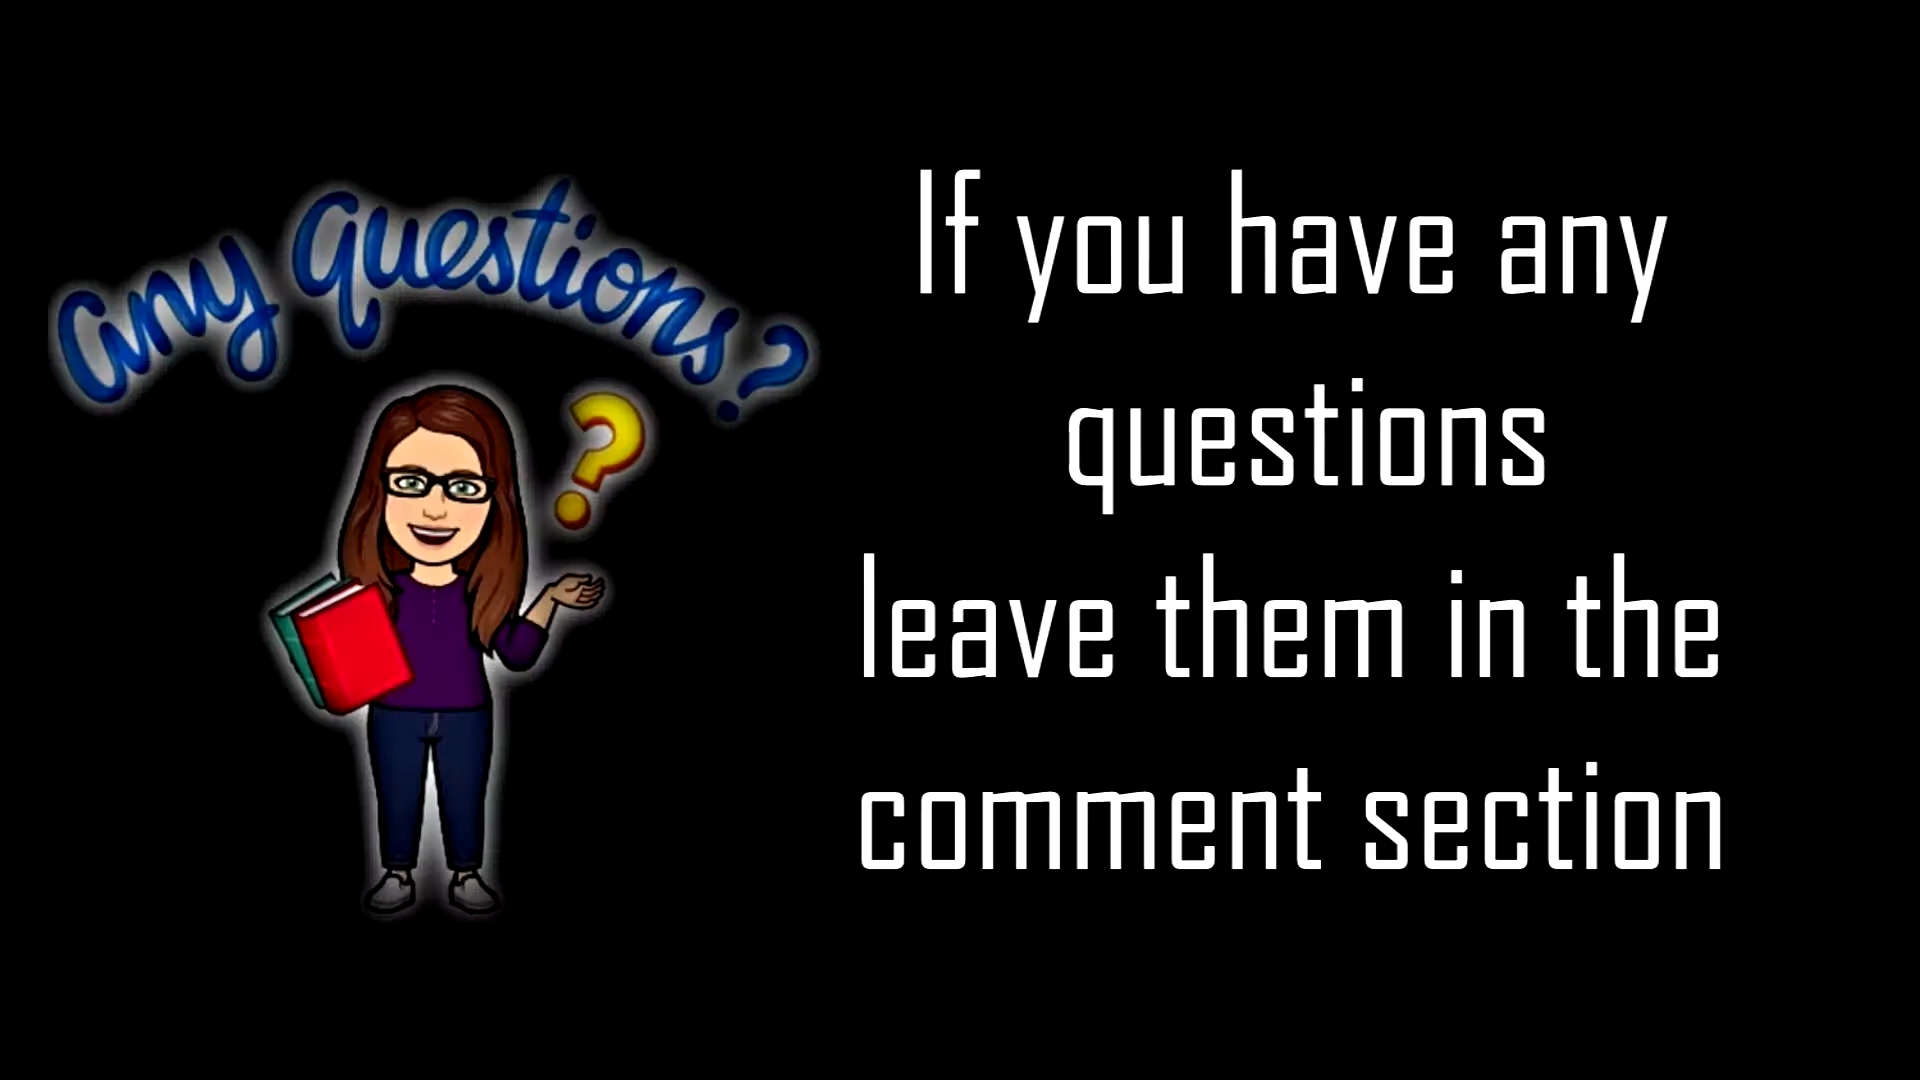 any questions?
If you have any
questions
leave them in the
comment section